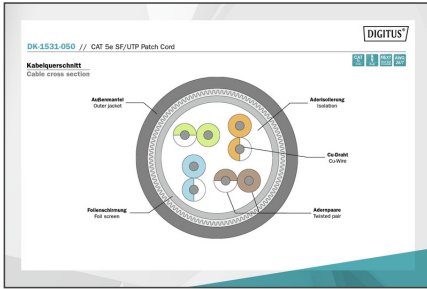 DIGITUS®
DK-1531-050 // CAT 5e SF/UTP Patch Cord
Kabelquerschnitt
Cable cross section
Außenmantel
Outer jacket
Aderisolierung
Isolation
Cu-Draht
Cu-Wire
Folienschirmung
Foil screen
Aderpaare
Twisted pair